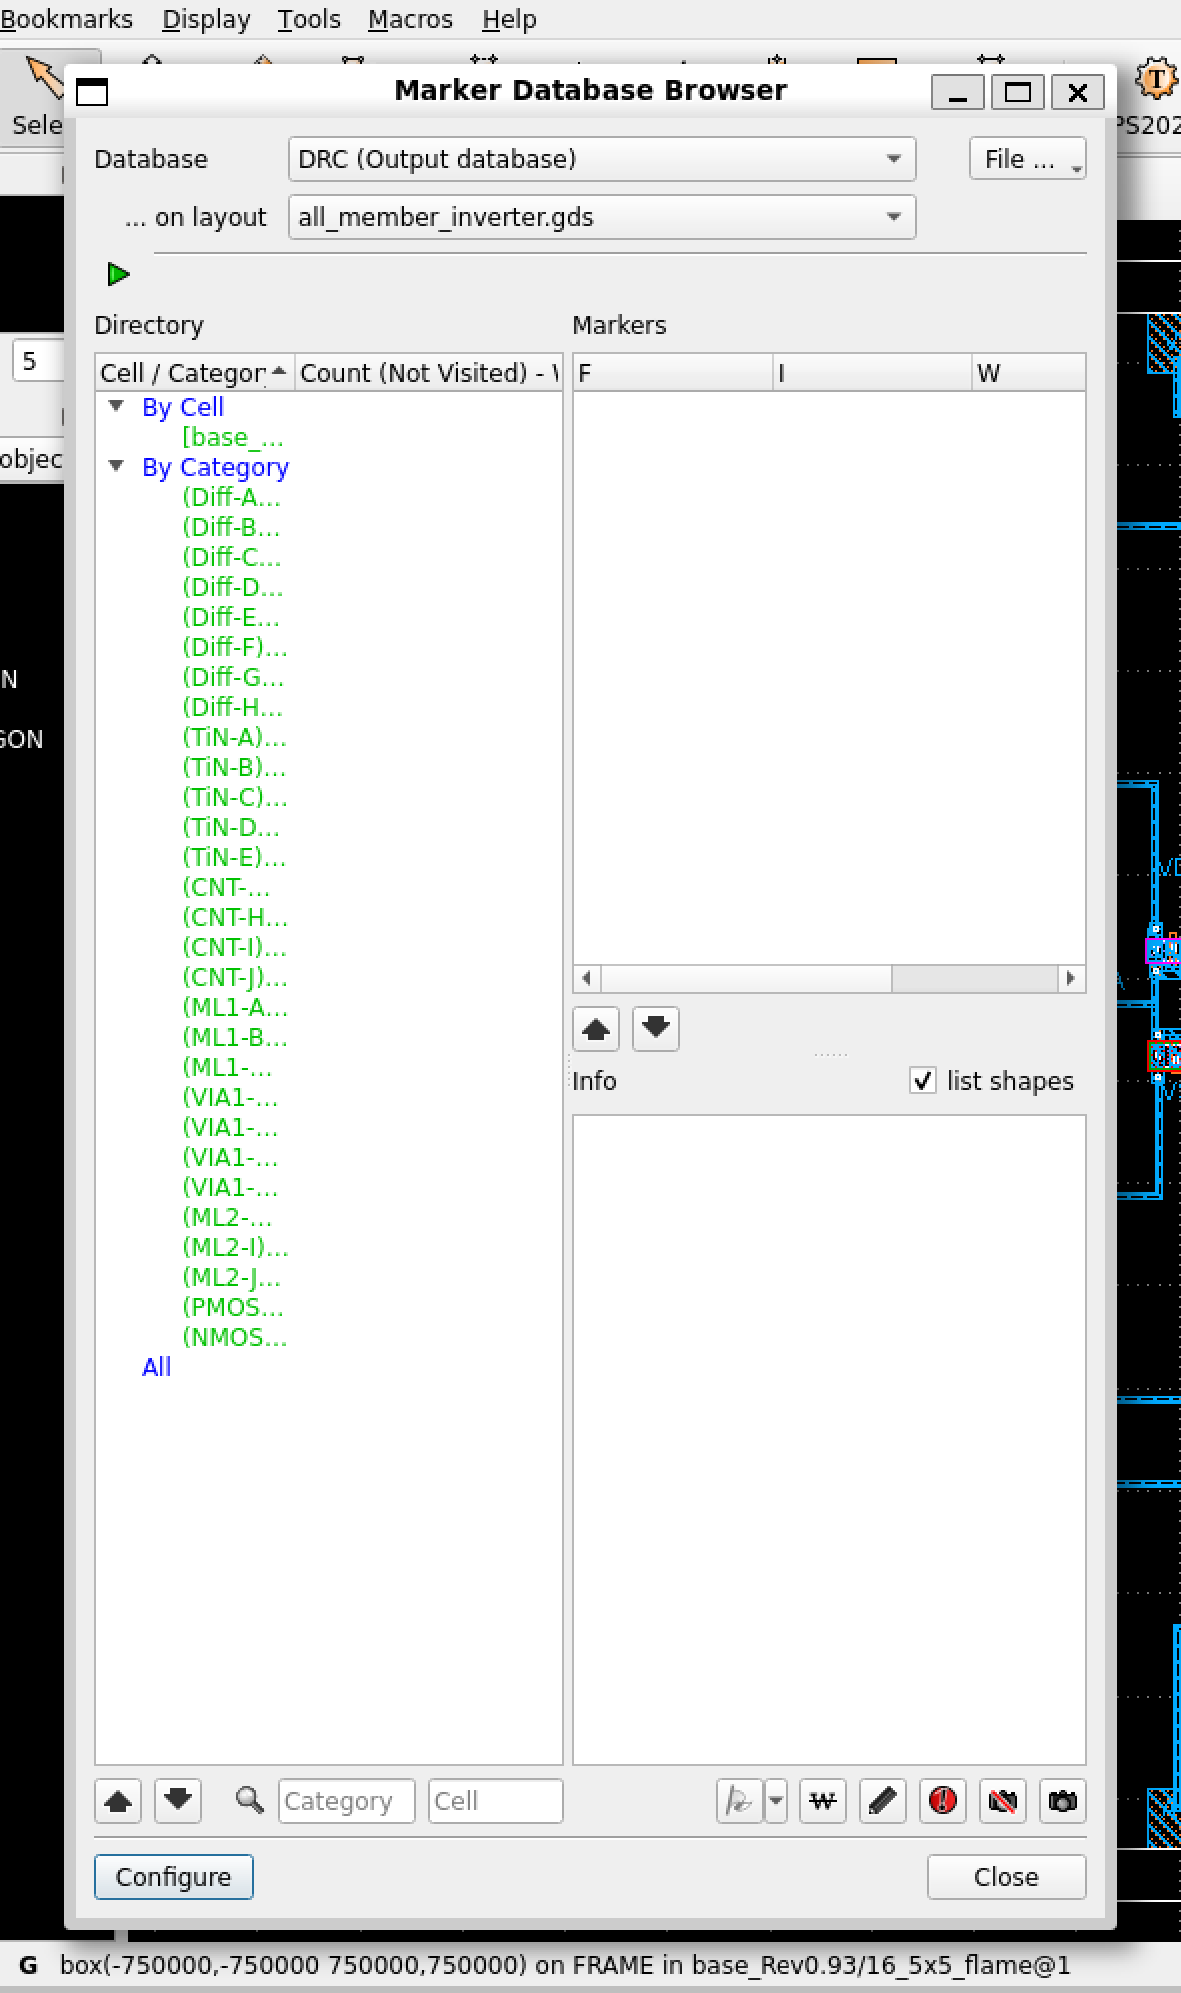 Bookmarks Display Tools Macros Help
Marker Database Browser
Sele
PS202
Database DRC (Output database) File ...
... on layout all_member_inverter.gds
Directory Markers
5
Cell / Categor Count (Not Visited) - F I W
By Cell
[base_...
objec
By Category
(Diff-A...
(Diff-B...
(Diff-C...
(Diff-D...
(Diff-E...
(Diff-F)...
(Diff-G...
N
(Diff-H...
(TiN-A)...
GON
(TiN-B)...
(TiN-C)...
(TiN-D...
(TiN-E)...
(CNT-...
(CNT-H...
(CNT-I)...
(CNT-J)...
(ML1-A...
(ML1-B...
(ML1-...
Info list shapes
(VIA1-...
(VIA1-...
(VIA1-...
(VIA1-...
(ML2-...
(ML2-I)...
(ML2-J...
(PMOS...
(NMOS...
All
Category Cell W
Configure Close
G box(-750000,-750000 750000,750000) on FRAME in base_Rev0.93/16_5x5_flame@1